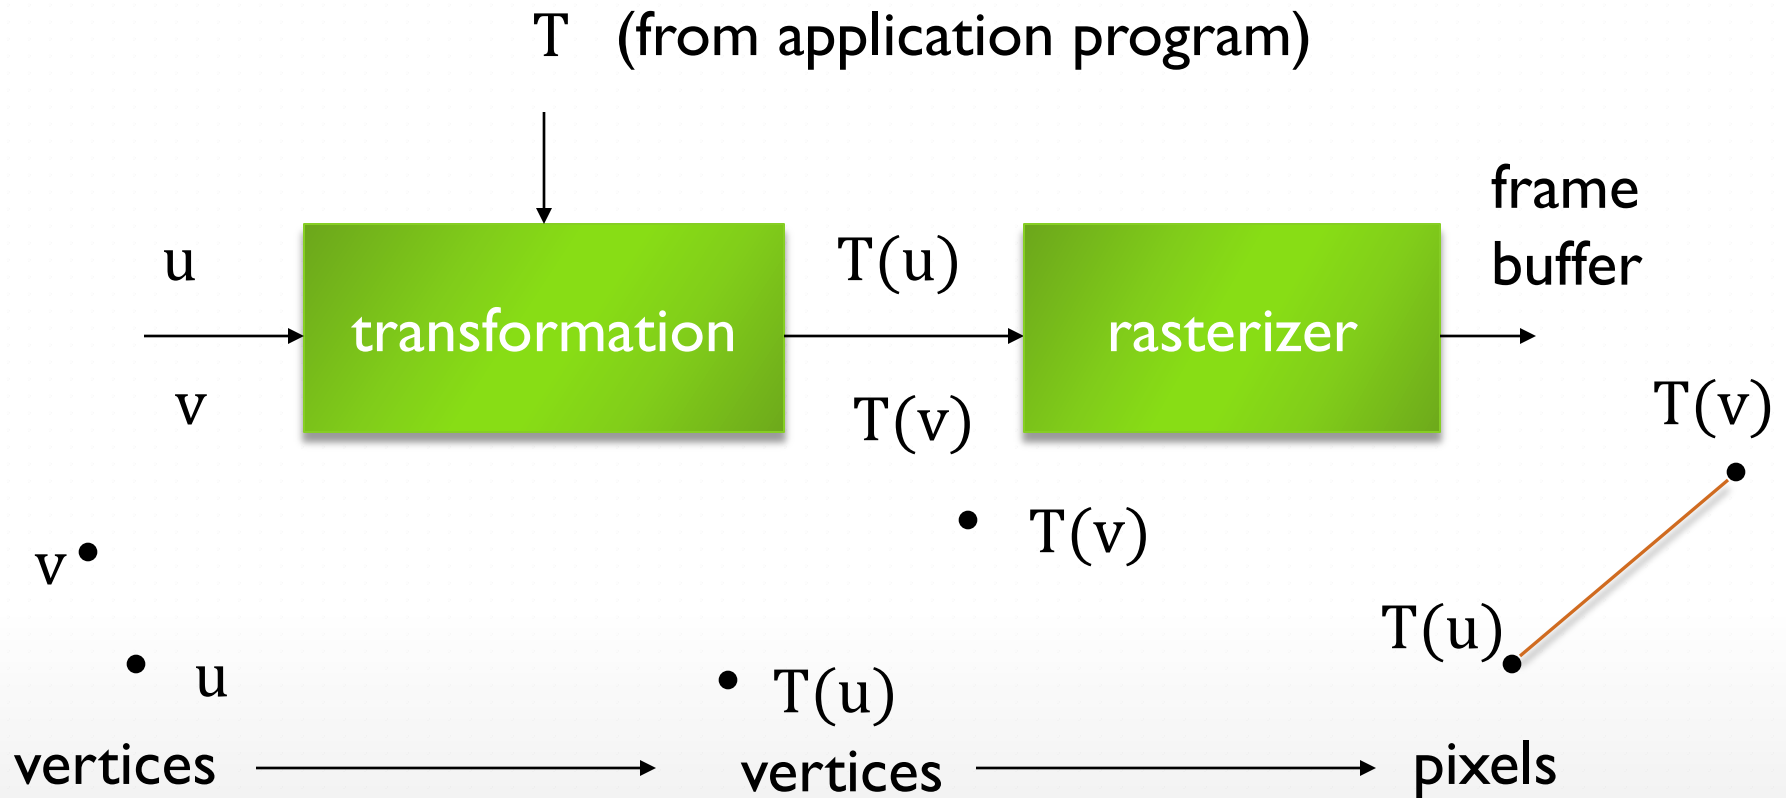 T (from application program)
frame
buffer
u
T(u)
transformation
rasterizer
v
T(v)
T(v)
v
T(v)
T(u)
u
T(u)
vertices
vertices
pixels